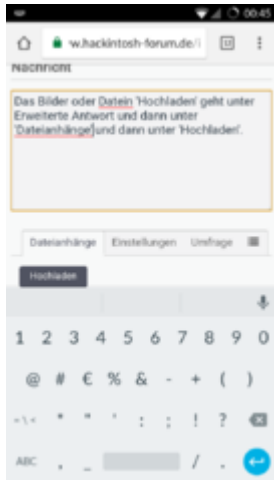 00:45
w.hackintosh-forum.de/i
12
Nachricht
Das Bilder oder Datein 'Hochladen' geht unter
Erweiterte Antwort und dann unter
'Dateianhänge'und dann unter 'Hochladen'.
Dateianhänge Einstellungen Umfrage
Hochladen
1 2 3 4 5 6 7 8 9 0
@ # € % & - + ( )
~\< * " ' : ; ! ?
ABC , _ / .